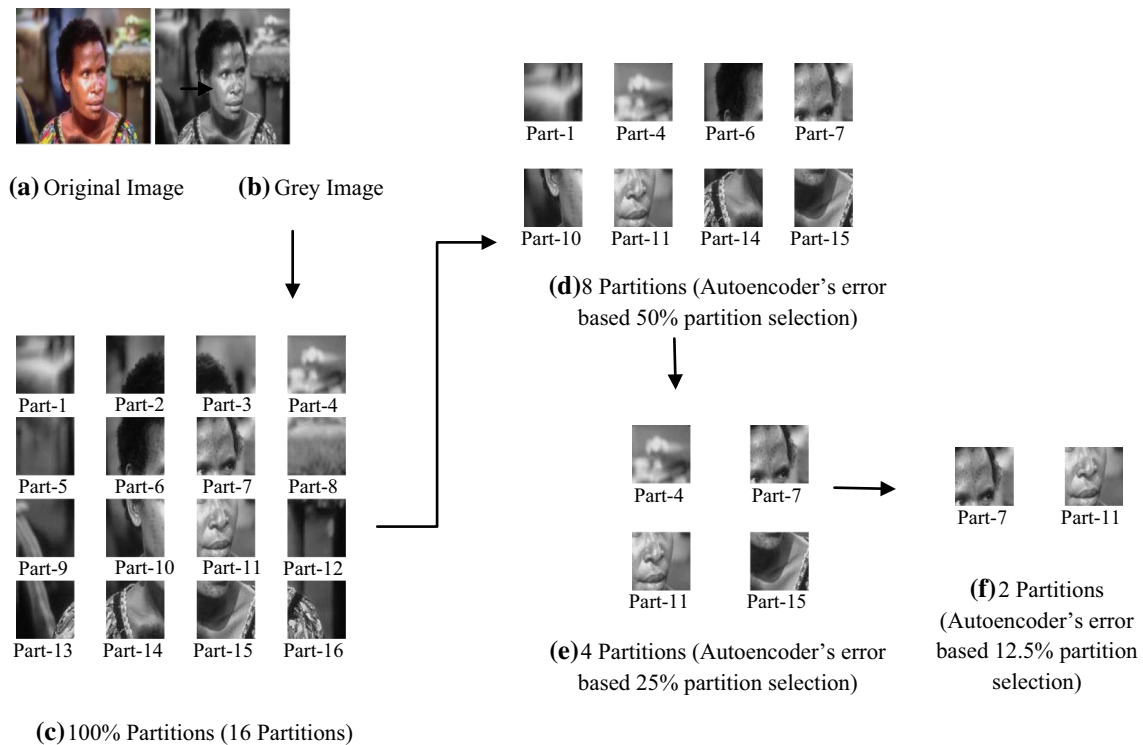 (a) Original Image
(b) Grey Image
Part-1 Part-2 Part-3 Part-4
Part-5 Part-6 Part-7 Part-8
Part-9 Part-10 Part-11 Part-12
Part-13 Part-14 Part-15 Part-16
(c) 100% Partitions (16 Partitions)
Part-1 Part-4 Part-6 Part-7
Part-10 Part-11 Part-14 Part-15
(d) 8 Partitions (Autoencoder's error
based 50% partition selection)
Part-4 Part-7
Part-11 Part-15
(e) 4 Partitions (Autoencoder's error
based 25% partition selection)
Part-7 Part-11
(f) 2 Partitions
(Autoencoder's error
based 12.5% partition
selection)